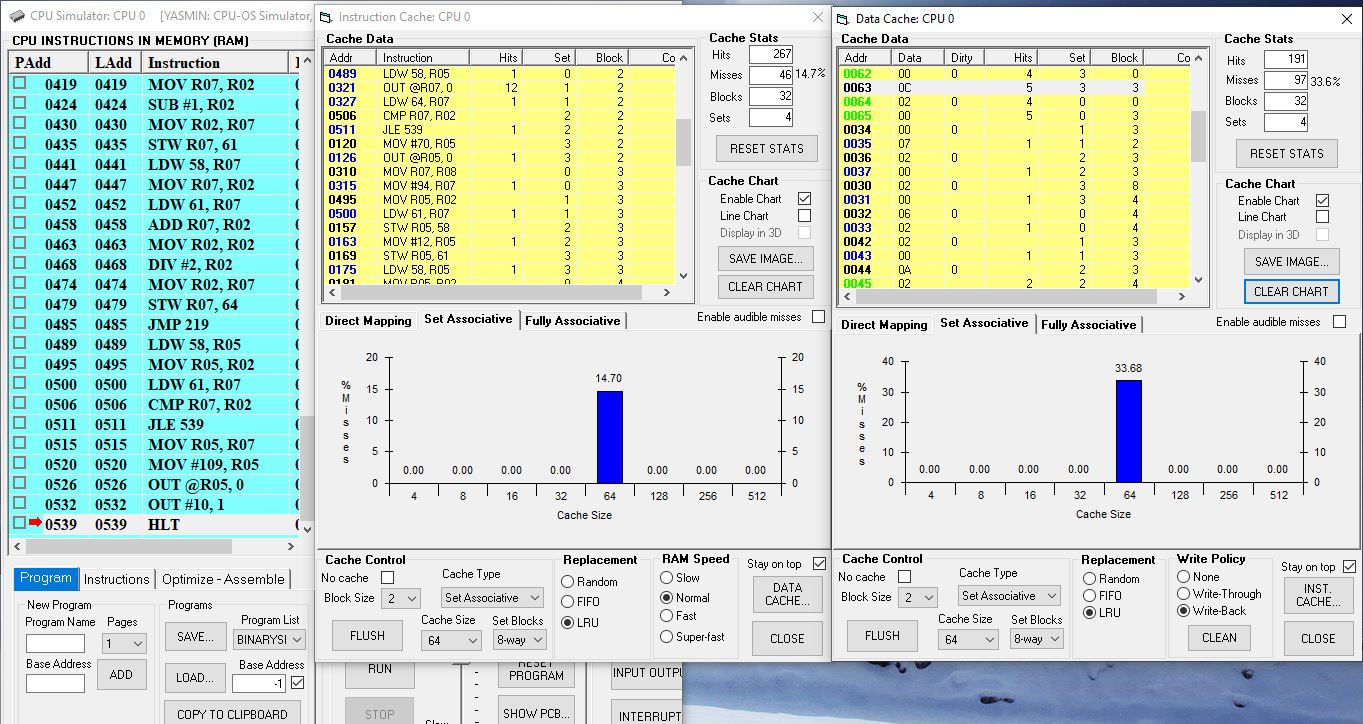 CPU Simulator: CPU 0 [YASMIN: CPU-OS Simulator,
CPU INSTRUCTIONS IN MEMORY (RAM)
PAdd LAdd Instruction
0419 0419 MOV R07, R02
0424 0424 SUB #1, R02
0430 0430 MOV R02, R07
0435 0435 STW R07, 61
0441 0441 LDW 58, R07
0447 0447 MOV R07, R02
0452 0452 LDW 61, R07
0458 0458 ADD R07, R02
0463 0463 MOV R02, R02
0468 0468 DIV #2, R02
0474 0474 MOV R02, R07
0479 0479 STW R07, 64
0485 0485 JMP 219
0489 0489 LDW 58, R05
0495 0495 MOV R05, R02
0500 0500 LDW 61, R07
0506 0506 CMP R07, R02
0511 0511 JLE 539
0515 0515 MOV R05, R07
0520 0520 MOV #109, R05
0526 0526 OUT @R05, 0
0532 0532 OUT #10, 1
0539 0539 HLT
Program Instructions Optimize - Assemble
New Program
Program Name Pages
1
Base Address
ADD
Programs
SAVE...
Program List
BINARYSI
LOAD...
Base Address
-1
COPY TO CLIPBOARD
RUN
STOP
Slow
RESET PROGRAM
SHOW PCB...
INPUT OUTPU
INTERRUPT
Instruction Cache: CPU 0
Cache Data
Addr Instruction Hits Set Block Co
0489 LDW 58, R05 1 0 2
0321 OUT @R07, 0 12 1 2
0327 LDW 64, R07 1 1 2
0506 CMP R07, R02 2 2
0511 JLE 539 1 2 2
0120 MOV #70, R05 3 2
0126 OUT @R05, 0 1 3 2
0310 MOV R07, R08 0 3
0315 MOV #94, R07 1 0 3
0495 MOV R05, R02 1 3
0500 LDW 61, R07 1 1 3
0157 STW R05, 58 2 3
0163 MOV #12, R05 1 2 3
0169 STW R05, 61 3 3
0175 LDW 58, R05 1 3 3
0181 MOV R05, R02 0 4
Cache Stats
Hits 267
Misses 46 14.7%
Blocks 32
Sets 4
RESET STATS
Cache Chart
Enable Chart
Line Chart
Display in 3D
SAVE IMAGE...
CLEAR CHART
Enable audible misses
Direct Mapping Set Associative Fully Associative
% Misses
20
15
10
5
0
20
15
10
5
0
0.00 0.00 0.00 0.00 14.70 0.00 0.00 0.00
4 8 16 32 64 128 256 512
Cache Size
Cache Control
No cache
Block Size 2
FLUSH
Cache Type
Set Associative
Cache Size Set Blocks
64 8-way
Replacement
Random
FIFO
LRU
RAM Speed
Slow
Normal
Fast
Super-fast
Stay on top
DATA CACHE...
CLOSE
Data Cache: CPU 0
Cache Data
Addr Data Dirty Hits Set Block Co
0062 00 0 4 3 0
0063 0C 5 3 3
0064 02 0 4 0 0
0065 00 5 0 3
0034 00 0 1 3
0035 07 1 1 2
0036 02 0 2 3
0037 00 1 2 3
0030 02 0 3 8
0031 00 1 3 4
0032 06 0 0 4
0033 02 1 0 4
0042 02 0 1 3
0043 00 1 1 3
0044 0A 0 2 3
0045 02 2 2 4
Cache Stats
Hits 191
Misses 97 33.6%
Blocks 32
Sets 4
RESET STATS
Cache Chart
Enable Chart
Line Chart
Display in 3D
SAVE IMAGE...
CLEAR CHART
Enable audible misses
Direct Mapping Set Associative Fully Associative
% Misses
40
30
20
10
0
40
30
20
10
0
0.00 0.00 0.00 0.00 33.68 0.00 0.00 0.00
4 8 16 32 64 128 256 512
Cache Size
Cache Control
No cache
Block Size 2
FLUSH
Cache Type
Set Associative
Cache Size Set Blocks
64 8-way
Replacement
Random
FIFO
LRU
Write Policy
None
Write-Through
Write-Back
CLEAN
Stay on top
INST. CACHE...
CLOSE